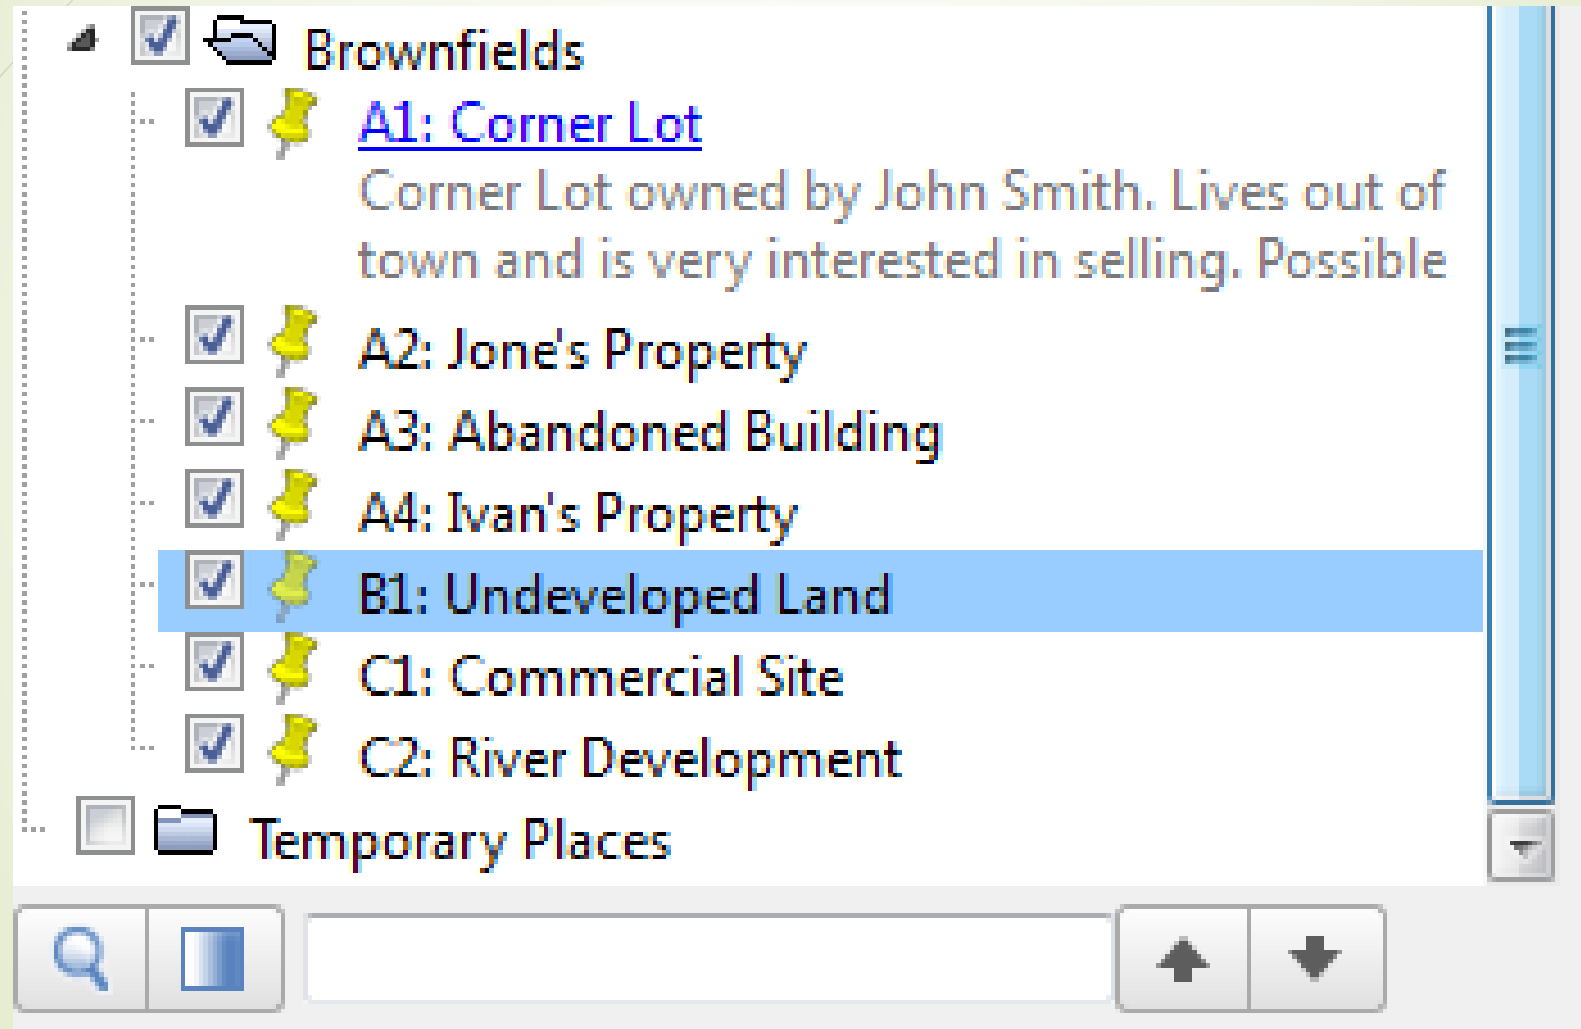 Brownfields
A1: Corner Lot
Corner Lot owned by John Smith. Lives out of
town and is very interested in selling. Possible
A2: Jone's Property
A3: Abandoned Building
A4: Ivan's Property
B1: Undeveloped Land
C1: Commercial Site
C2: River Development
Temporary Places